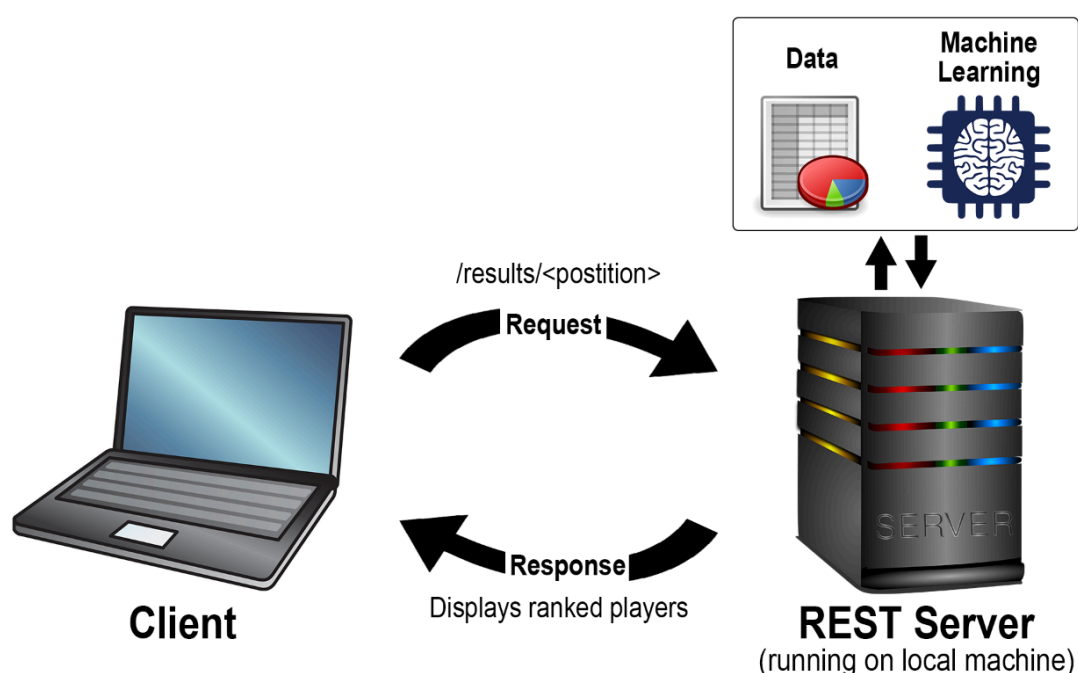 Data
Machine
Learning
/results/<postition>
Request
SERVER
Response
Displays ranked players
Client
REST Server
(running on local machine)